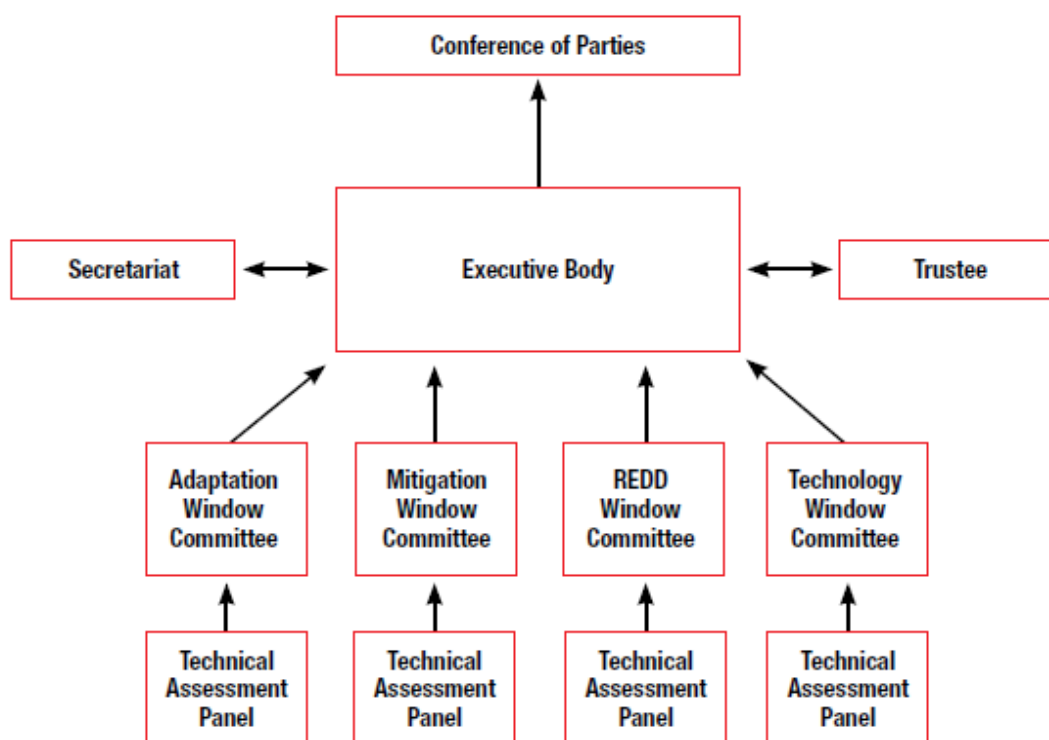 Conference of Parties
Secretariat
Executive Body
Trustee
Adaptation
Window
Committee
Mitigation
Window
Committee
REDD
Window
Committee
Technology
Window
Committee
Technical
Assessment
Panel
Technical
Assessment
Panel
Technical
Assessment
Panel
Technical
Assessment
Panel